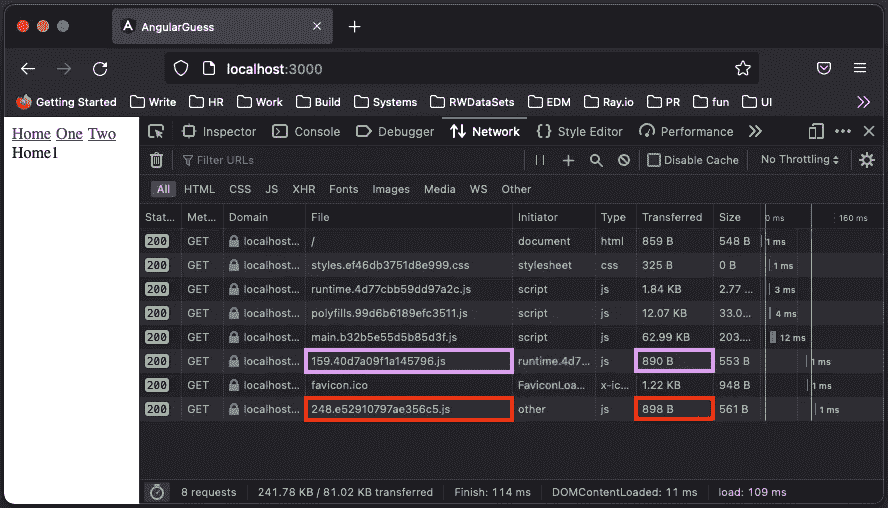 AngularGuess
localhost:3000
Getting Started Write HR Work Build Systems RWDataSets EDM Ray.io PR fun UI
Home One Two
Home1
Inspector Console Debugger Network Style Editor Performance
Filter URLs Disable Cache No Throttling
All HTML CSS JS XHR Fonts Images Media WS Other
Stat... Met... Domain File Initiator Type Transferred Size 0 ms 160 ms
200 GET localhost... / document html 859 B 548 B 1 ms
200 GET localhost... styles.ef46db3751d8e999.css stylesheet css 325 B 0 B 1 ms
200 GET localhost... runtime.4d77cbb59dd97a2c.js script js 1.84 KB 2.77 ... 3 ms
200 GET localhost... polyfills.99d6b6189efc3511.js script js 12.07 KB 33.0... 4 ms
200 GET localhost... main.b32b5e55d5b85d3f.js script js 62.99 KB 203.... 12 ms
200 GET localhost... 159.40d7a09f1a145796.js runtime.4d7... js 890 B 553 B 1 ms
200 GET localhost... favicon.ico FaviconLoa... x-ic... 1.22 KB 948 B 1 ms
200 GET localhost... 248.e52910797ae356c5.js other js 898 B 561 B 1 ms
8 requests 241.78 KB / 81.02 KB transferred Finish: 114 ms DOMContentLoaded: 11 ms load: 109 ms